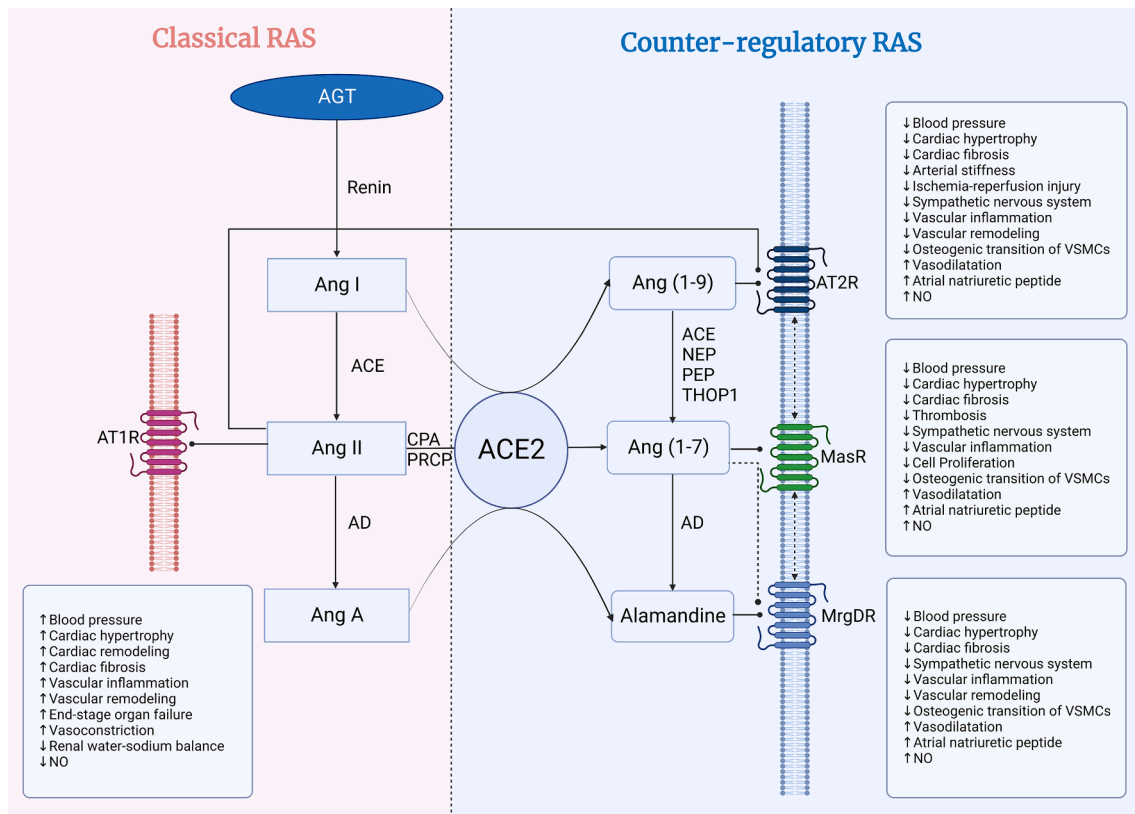 Classical RAS
Counter-regulatory RAS
AGT
Renin
Ang I
ACE
AT1R
Ang II
CPA
PRCP
AD
Ang A
ACE2
Ang (1-9)
ACE
NEP
PEP
THOP1
Ang (1-7)
AD
Alamandine
AT2R
MasR
MrgDR
↑Blood pressure
↑Cardiac hypertrophy
↑Cardiac remodeling
↑Cardiac fibrosis
↑Vascular inflammation
↑Vascular remodeling
↑End-stage organ failure
↑Vasoconstriction
↓Renal water-sodium balance
↓NO
↓Blood pressure
↓Cardiac hypertrophy
↓Cardiac fibrosis
↓Arterial stiffness
↓Ischemia-reperfusion injury
↓Sympathetic nervous system
↓Vascular inflammation
↓Vascular remodeling
↓Osteogenic transition of VSMCs
↑Vasodilatation
↑Atrial natriuretic peptide
↑NO
↓Blood pressure
↓Cardiac hypertrophy
↓Cardiac fibrosis
↓Thrombosis
↓Sympathetic nervous system
↓Vascular inflammation
↓Cell Proliferation
↓Osteogenic transition of VSMCs
↑Vasodilatation
↑Atrial natriuretic peptide
↑NO
↓Blood pressure
↓Cardiac hypertrophy
↓Cardiac fibrosis
↓Sympathetic nervous system
↓Vascular inflammation
↓Vascular remodeling
↓Osteogenic transition of VSMCs
↑Vasodilatation
↑Atrial natriuretic peptide
↑NO